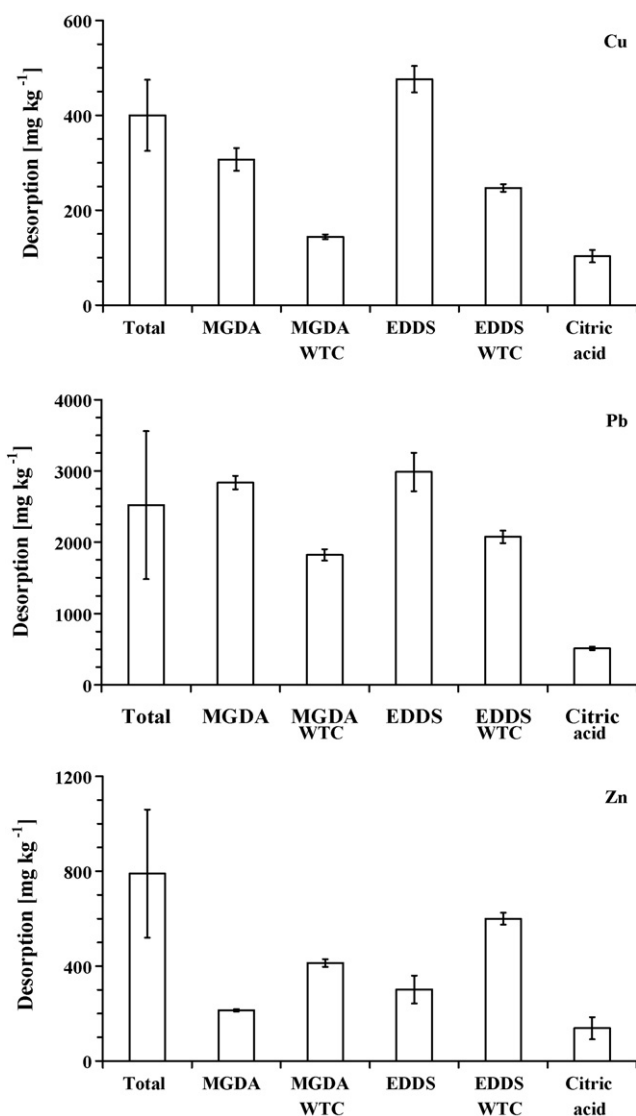 Cu
Desorption [mg kg⁻¹]
600
400
200
0
Total MGDA MGDA EDDS EDDS Citric
WTC WTC acid
Pb
Desorption [mg kg⁻¹]
4000
3000
2000
1000
0
Total MGDA MGDA EDDS EDDS Citric
WTC WTC acid
Zn
Desorption [mg kg⁻¹]
1200
800
400
0
Total MGDA MGDA EDDS EDDS Citric
WTC WTC acid